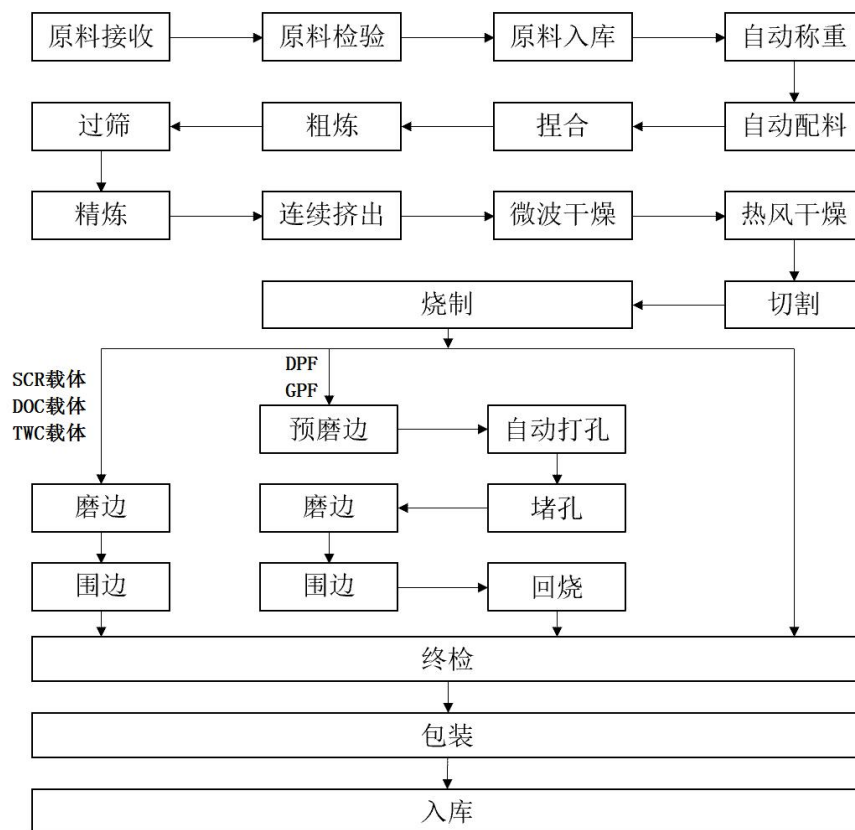 原料接收
原料检验
原料入库
自动称重
自动配料
捏合
粗炼
过筛
精炼
连续挤出
微波干燥
热风干燥
切割
烧制
SCR载体
DOC载体
TWC载体
磨边
围边
DPF
GPF
预磨边
自动打孔
堵孔
磨边
围边
回烧
终检
包装
入库